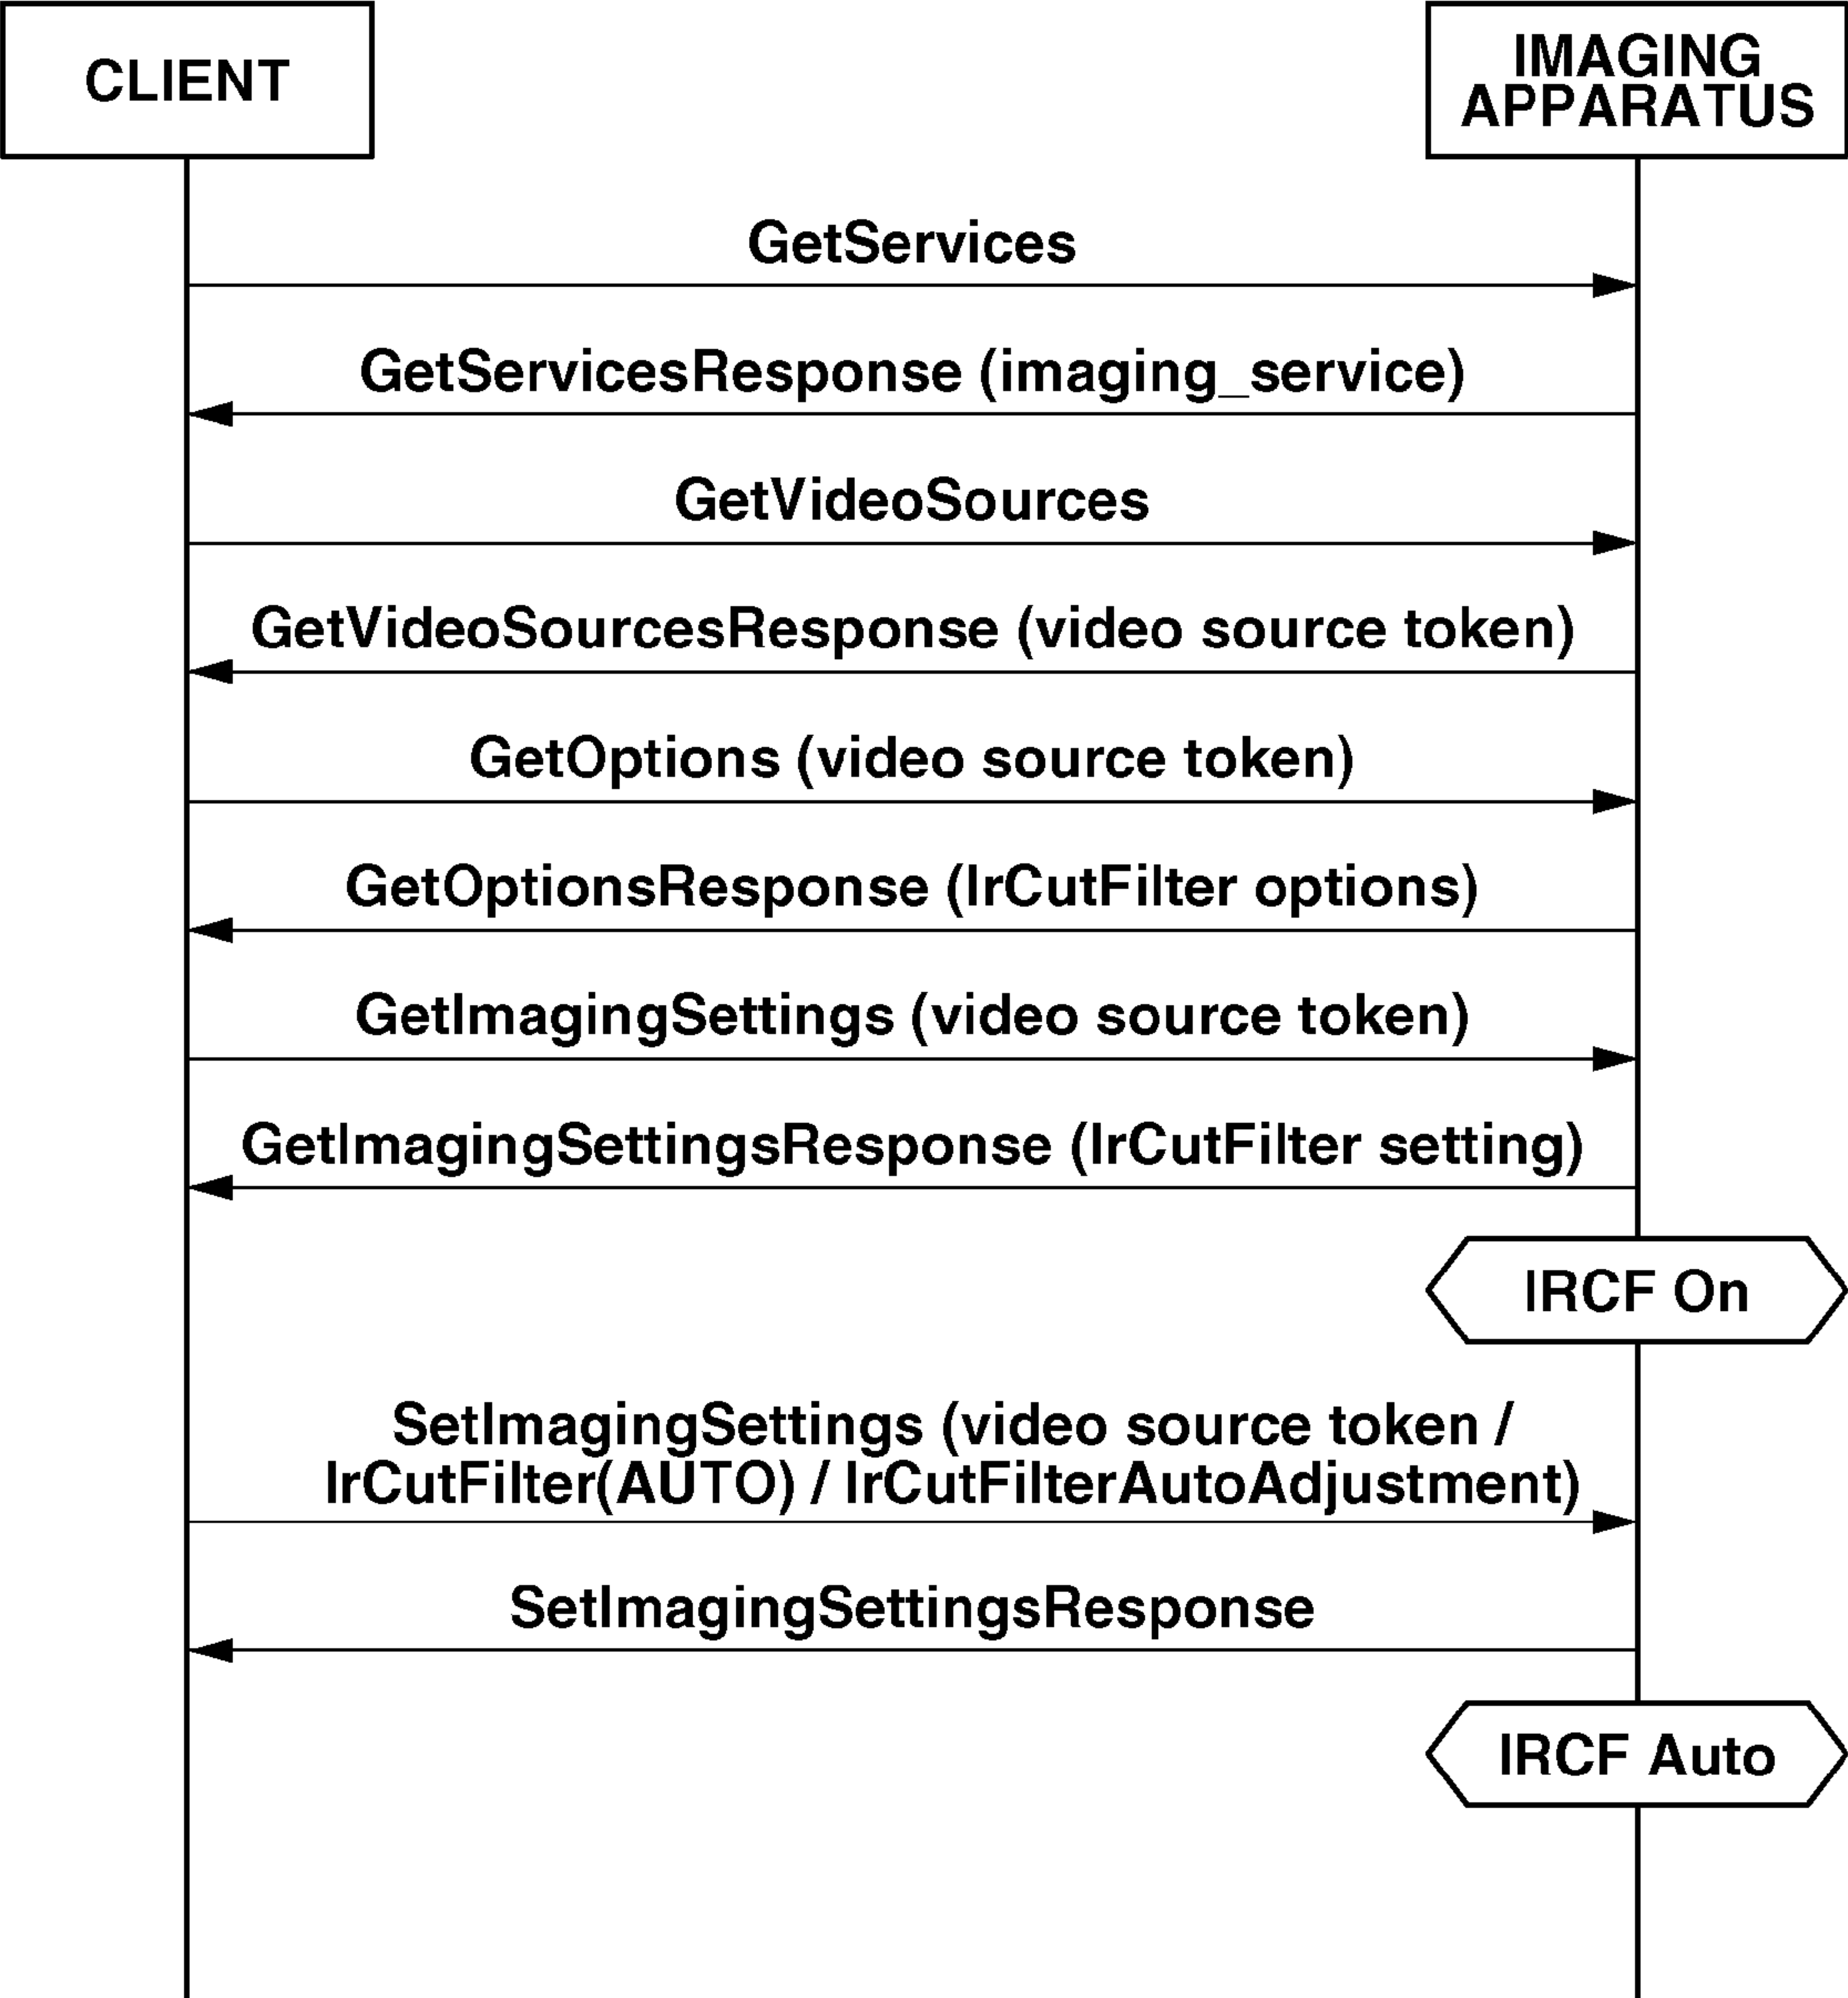 CLIENT
IMAGING
APPARATUS
GetServices
GetServicesResponse (imaging_service)
GetVideoSources
GetVideoSourcesResponse (video source token)
GetOptions (video source token)
GetOptionsResponse (IrCutFilter options)
GetImagingSettings (video source token)
GetImagingSettingsResponse (IrCutFilter setting)
IRCF On
SetImagingSettings (video source token /
IrCutFilter(AUTO) / IrCutFilterAutoAdjustment)
SetImagingSettingsResponse
IRCF Auto